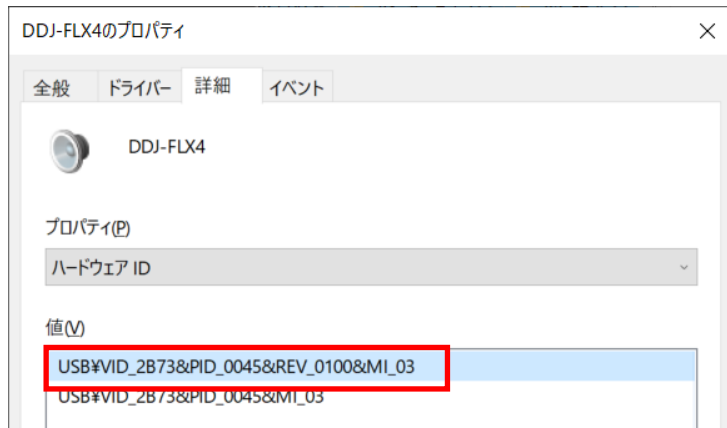 DDJ-FLX4のプロパティ
全般 ドライバー 詳細 イベント
DDJ-FLX4
プロパティ(P)
ハードウェア ID
値(V)
USB¥VID_2B73&PID_0045&REV_0100&MI_03
USB¥VID_2B73&PID_0045&MI_03